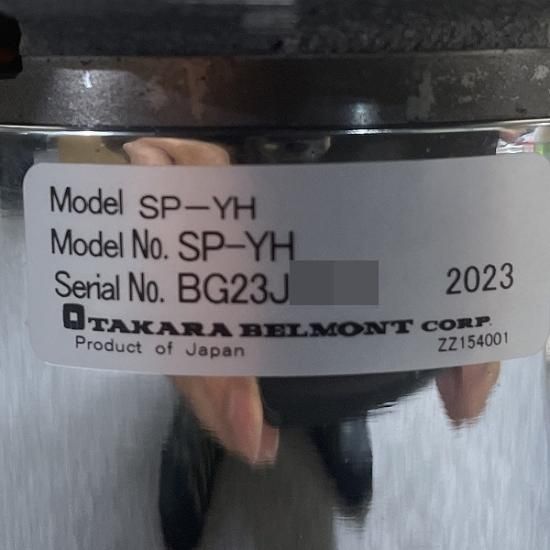 Model SP-YH
Model No. SP-YH
Serial No. BG23J 2023
TAKARA BELMONT CORP.
Product of Japan ZZ154001